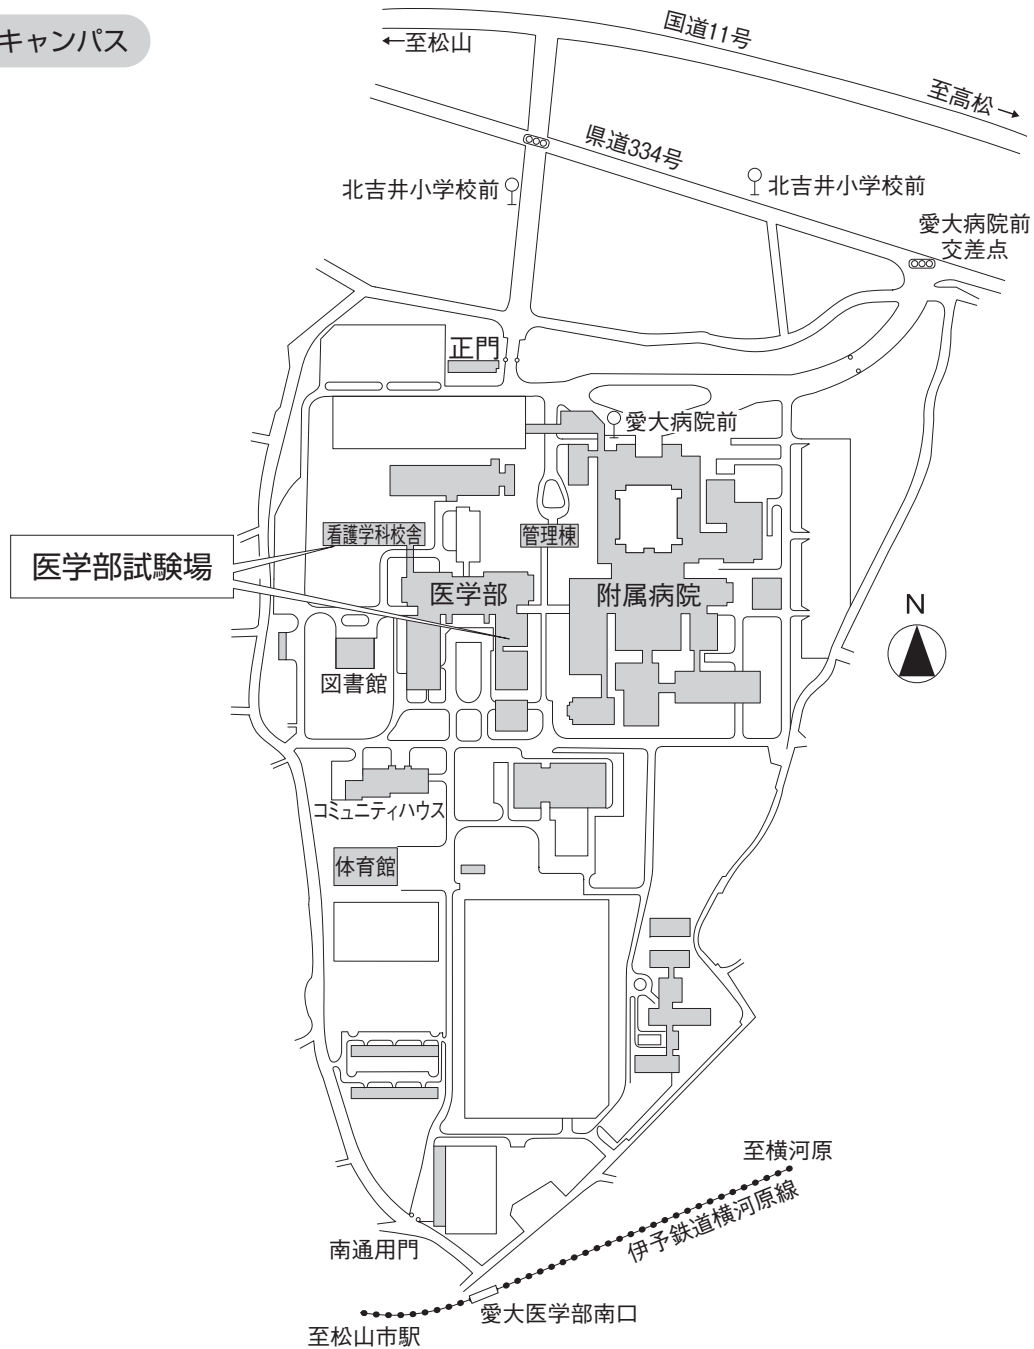 キャンパス
国道11号
←至松山
至高松→
県道334号
北吉井小学校前
北吉井小学校前
愛大病院前
交差点
正門
愛大病院前
看護学科校舎
管理棟
医学部試験場
医学部
附属病院
N
図書館
コミュニティハウス
体育館
至横河原
伊予鉄道横河原線
南通用門
愛大医学部南口
至松山市駅